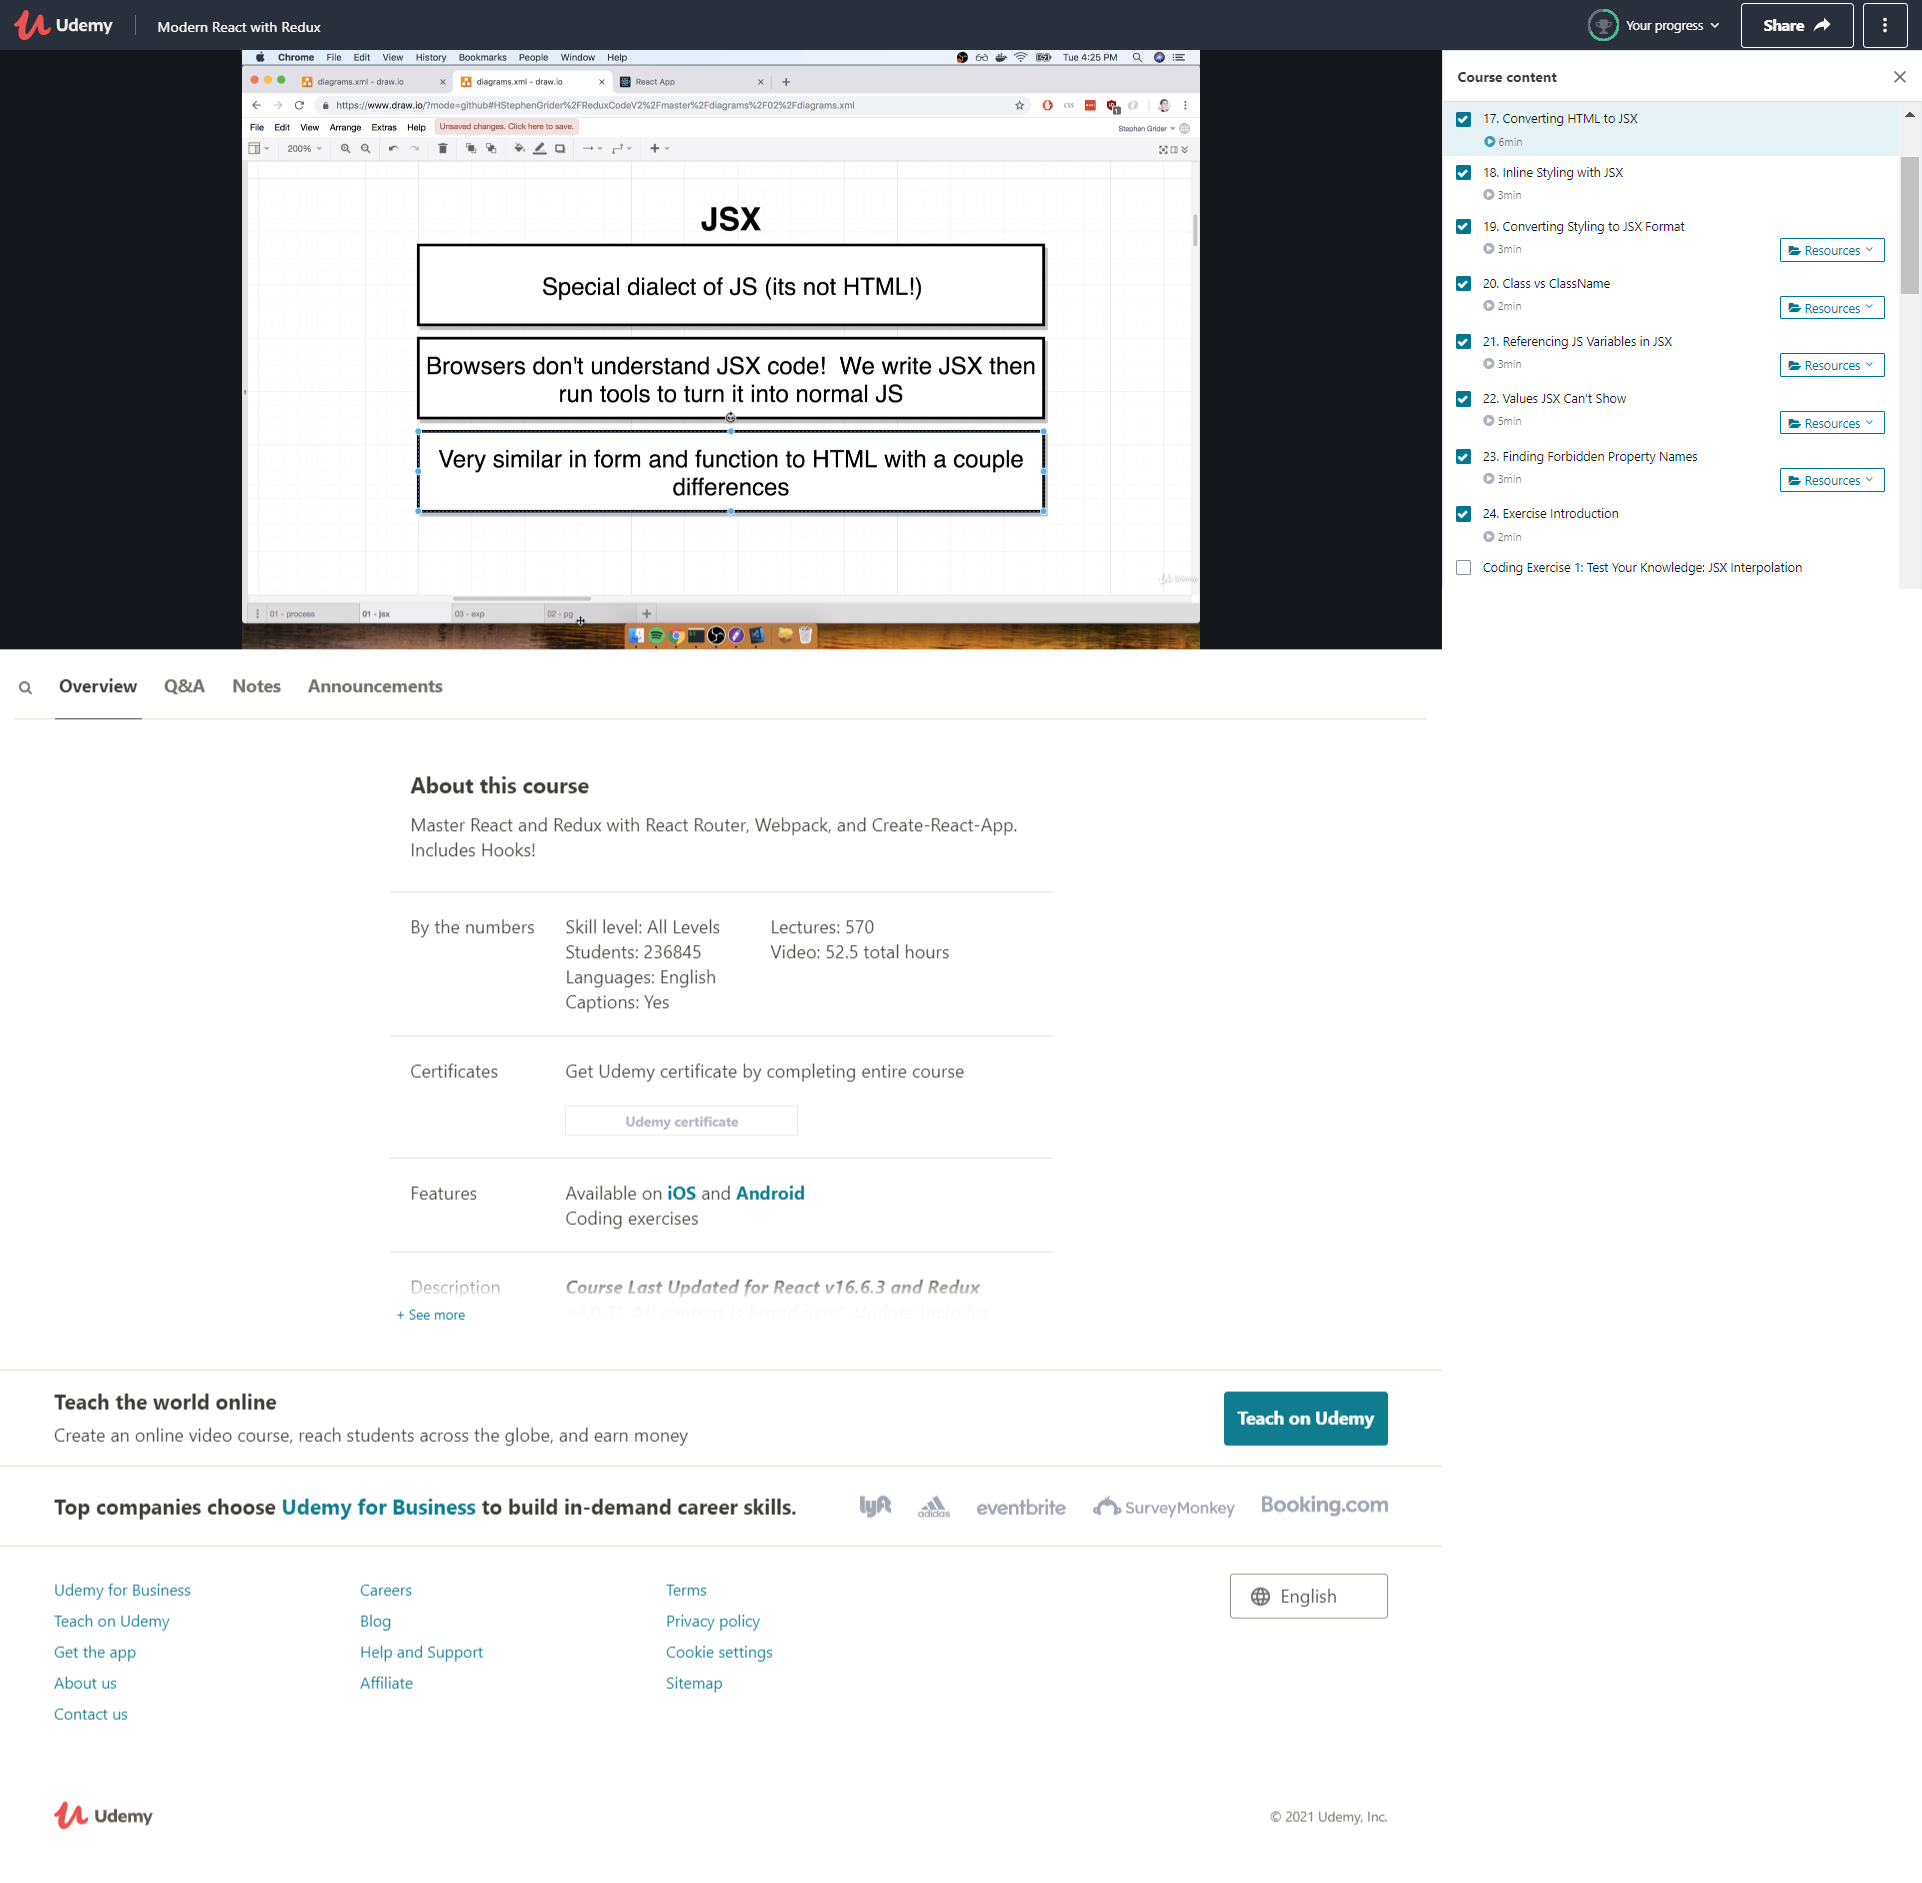 Udemy
Modern React with Redux
Your progress
Share
Chrome File Edit View History Bookmarks People Window Help
Tue 4:25 PM
diagrams.xml - draw.io
diagrams.xml - draw.io
React App
https://www.draw.io/?mode=github#HStephenGrider%2FReduxCodeV2%2Fmaster%2Fdiagrams%2F02%2Fdiagrams.xml
File Edit View Arrange Extras Help
Unsaved changes. Click here to save.
Stephen Grider
200%
JSX
Special dialect of JS (its not HTML!)
Browsers don't understand JSX code! We write JSX then
run tools to turn it into normal JS
Very similar in form and function to HTML with a couple
differences
Udemy
01 - process
01 - jsx
03 - exp
02 - pg
Course content
17. Converting HTML to JSX
6min
18. Inline Styling with JSX
3min
19. Converting Styling to JSX Format
3min
Resources
20. Class vs ClassName
2min
Resources
21. Referencing JS Variables in JSX
3min
Resources
22. Values JSX Can't Show
5min
Resources
23. Finding Forbidden Property Names
3min
Resources
24. Exercise Introduction
2min
Coding Exercise 1: Test Your Knowledge: JSX Interpolation
Overview
Q&A
Notes
Announcements
About this course
Master React and Redux with React Router, Webpack, and Create-React-App.
Includes Hooks!
By the numbers
Skill level: All Levels
Students: 236845
Languages: English
Captions: Yes
Lectures: 570
Video: 52.5 total hours
Certificates
Get Udemy certificate by completing entire course
Udemy certificate
Features
Available on iOS and Android
Coding exercises
Description
Course Last Updated for React v16.6.3 and Redux
v4.0.1! All content is brand new! Update includes
+ See more
Teach the world online
Create an online video course, reach students across the globe, and earn money
Teach on Udemy
Top companies choose Udemy for Business to build in-demand career skills.
lyft
adidas
eventbrite
SurveyMonkey
Booking.com
Udemy for Business
Teach on Udemy
Get the app
About us
Contact us
Careers
Blog
Help and Support
Affiliate
Terms
Privacy policy
Cookie settings
Sitemap
English
Udemy
© 2021 Udemy, Inc.